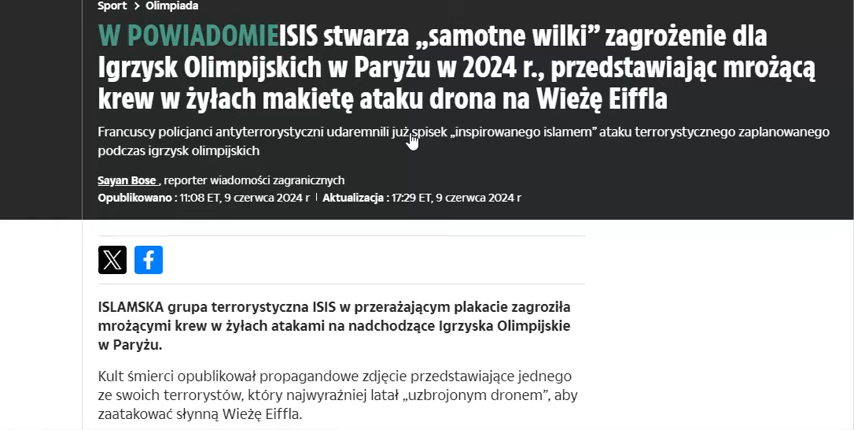 Sport > Olimpiada
W POWIADOMIEISIS stwarza „samotne wilki” zagrożenie dla
Igrzysk Olimpijskich w Paryżu w 2024 r., przedstawiając mrożącą
krew w żyłach makietę ataku drona na Wieżę Eiffla
Francuscy policjanci antyterrorystyczni udaremnili już spisek „inspirowanego islamem” ataku terrorystycznego zaplanowanego
podczas igrzysk olimpijskich
Sayan Bose , reporter wiadomości zagranicznych
Opublikowano : 11:08 ET, 9 czerwca 2024 r | Aktualizacja : 17:29 ET, 9 czerwca 2024 r
ISLAMSKA grupa terrorystyczna ISIS w przerażającym plakacie zagroziła
mrożącymi krew w żyłach atakami na nadchodzące Igrzyska Olimpijskie
w Paryżu.
Kult śmierci opublikował propagandowe zdjęcie przedstawiające jednego
ze swoich terrorystów, który najwyraźniej latał „uzbrojonym dronem”, aby
zaatakować słynną Wieżę Eiffla.